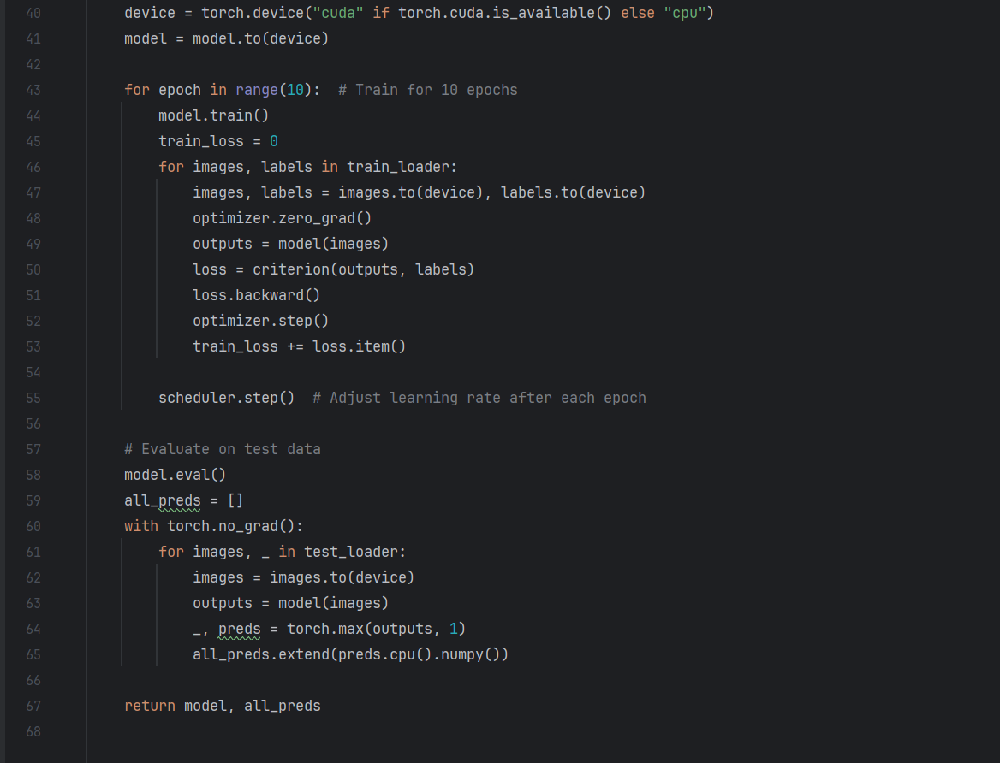 40 device = torch.device("cuda" if torch.cuda.is_available() else "cpu")
41 model = model.to(device)
42
43 for epoch in range(10):  # Train for 10 epochs
44     model.train()
45     train_loss = 0
46     for images, labels in train_loader:
47         images, labels = images.to(device), labels.to(device)
48         optimizer.zero_grad()
49         outputs = model(images)
50         loss = criterion(outputs, labels)
51         loss.backward()
52         optimizer.step()
53         train_loss += loss.item()
54
55     scheduler.step()  # Adjust learning rate after each epoch
56
57 # Evaluate on test data
58 model.eval()
59 all_preds = []
60 with torch.no_grad():
61     for images, _ in test_loader:
62         images = images.to(device)
63         outputs = model(images)
64         _, preds = torch.max(outputs, 1)
65         all_preds.extend(preds.cpu().numpy())
66
67 return model, all_preds
68